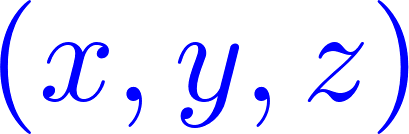 (x, y, z)